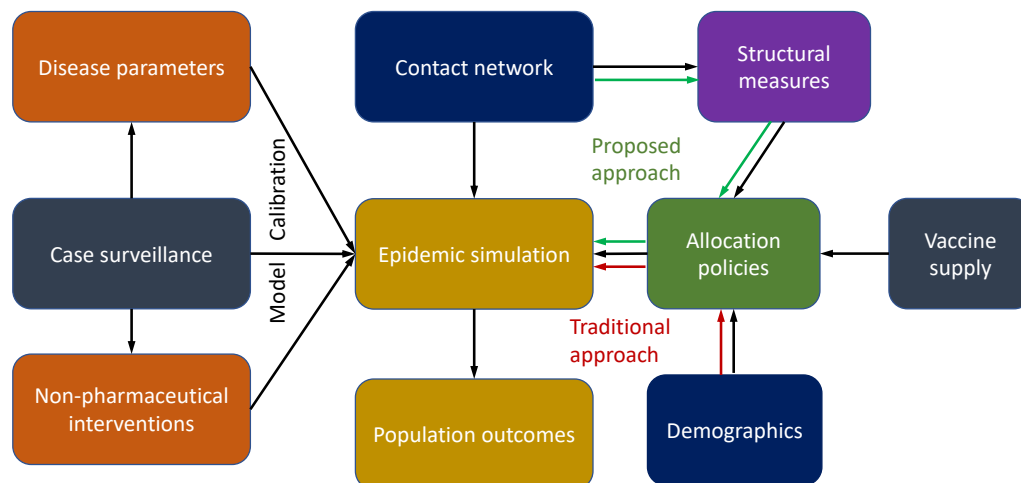 Disease parameters
Contact network
Structural
measures
Proposed
approach
Calibration
Model
Case surveillance
Epidemic simulation
Allocation
policies
Vaccine
supply
Traditional
approach
Non-pharmaceutical
interventions
Population outcomes
Demographics